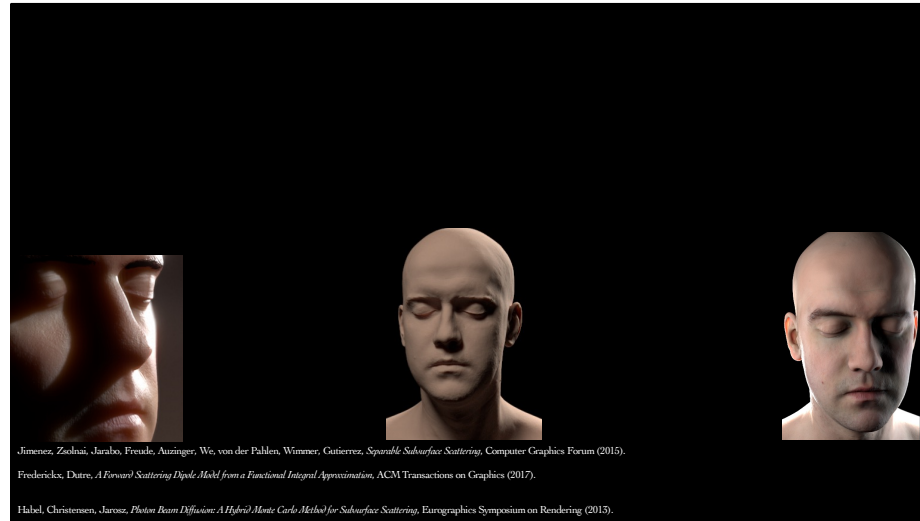 Jimenez, Zsolnai, Jarabo, Freude, Auzinger, We, von der Pahlen, Wimmer, Gutierrez, Separable Subsurface Scattering, Computer Graphics Forum (2015).
Frederickx, Dutre, A Forward Scattering Dipole Model from a Functional Integral Approximation, ACM Transactions on Graphics (2017).
Habel, Christensen, Jarosz, Photon Beam Diffusion: A Hybrid Monte Carlo Method for Subsurface Scattering, Eurographics Symposium on Rendering (2013).